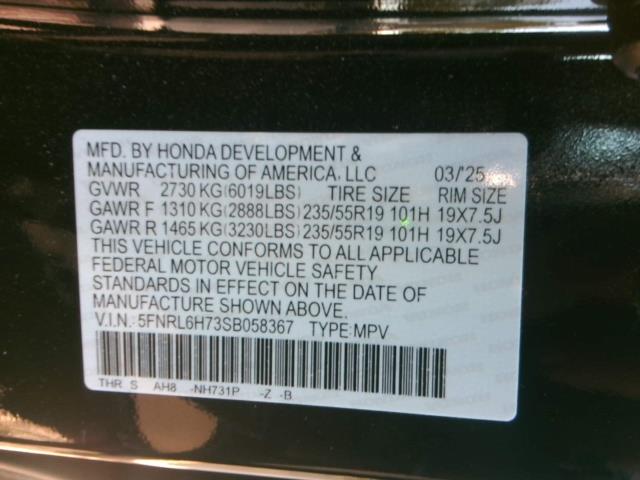 MFD. BY HONDA DEVELOPMENT &
MANUFACTURING OF AMERICA, LLC 03/'25
GVWR 2730 KG(6019LBS) TIRE SIZE RIM SIZE
GAWR F 1310 KG(2888LBS) 235/55R19 101H 19X7.5J
GAWR R 1465 KG(3230LBS) 235/55R19 101H 19X7.5J
THIS VEHICLE CONFORMS TO ALL APPLICABLE
FEDERAL MOTOR VEHICLE SAFETY
STANDARDS IN EFFECT ON THE DATE OF
MANUFACTURE SHOWN ABOVE.
V.I.N.: 5FNRL6H73SB058367 TYPE:MPV
THR S AH8 -NH731P -Z -B